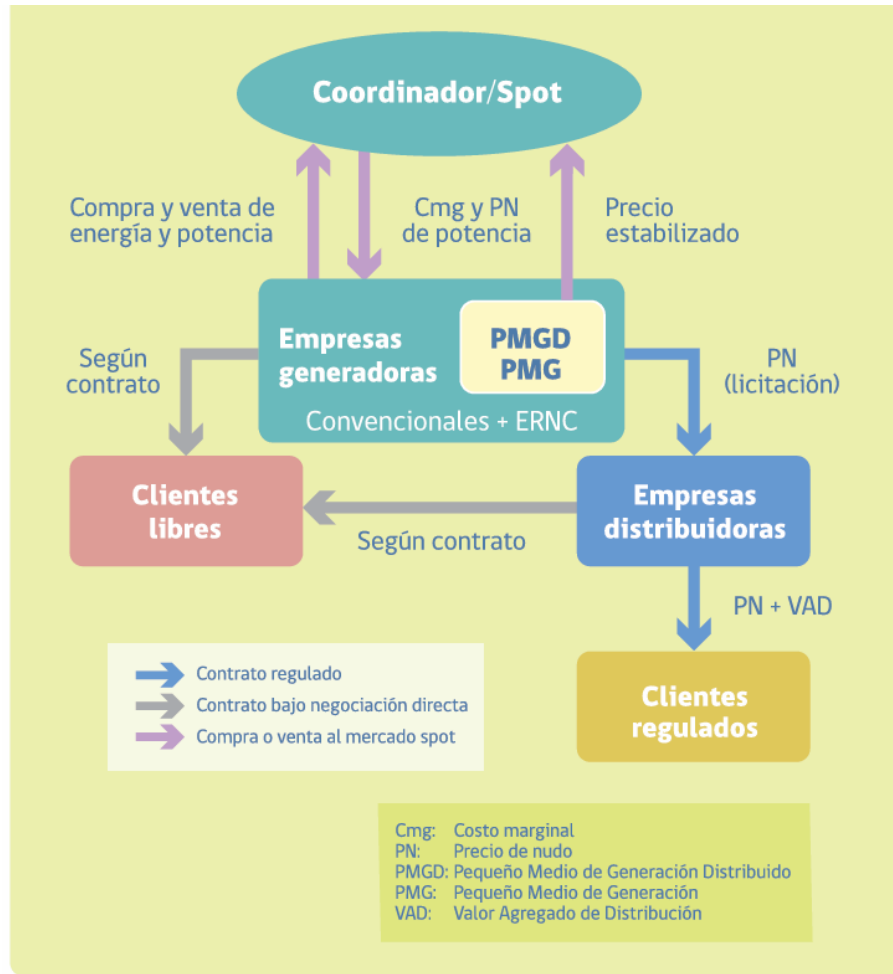 Coordinador/Spot
Compra y venta de
energía y potencia
Cmg y PN
de potencia
Precio
estabilizado
Empresas
generadoras
PMGD
PMG
Convencionales + ERNC
Según
contrato
PN
(licitación)
Clientes
libres
Según contrato
Empresas
distribuidoras
PN + VAD
Clientes
regulados
Contrato regulado
Contrato bajo negociación directa
Compra o venta al mercado spot
Cmg: Costo marginal
PN: Precio de nudo
PMGD: Pequeño Medio de Generación Distribuido
PMG: Pequeño Medio de Generación
VAD: Valor Agregado de Distribución